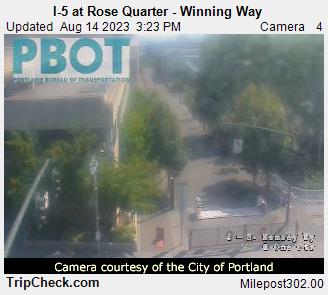 I-5 at Rose Quarter - Winning Way
Updated Aug 14 2023 3:23 PM Camera 4
PBOT
PORTLAND BUREAU OF TRANSPORTATION
Camera courtesy of the City of Portland
TripCheck.com Milepost302.00